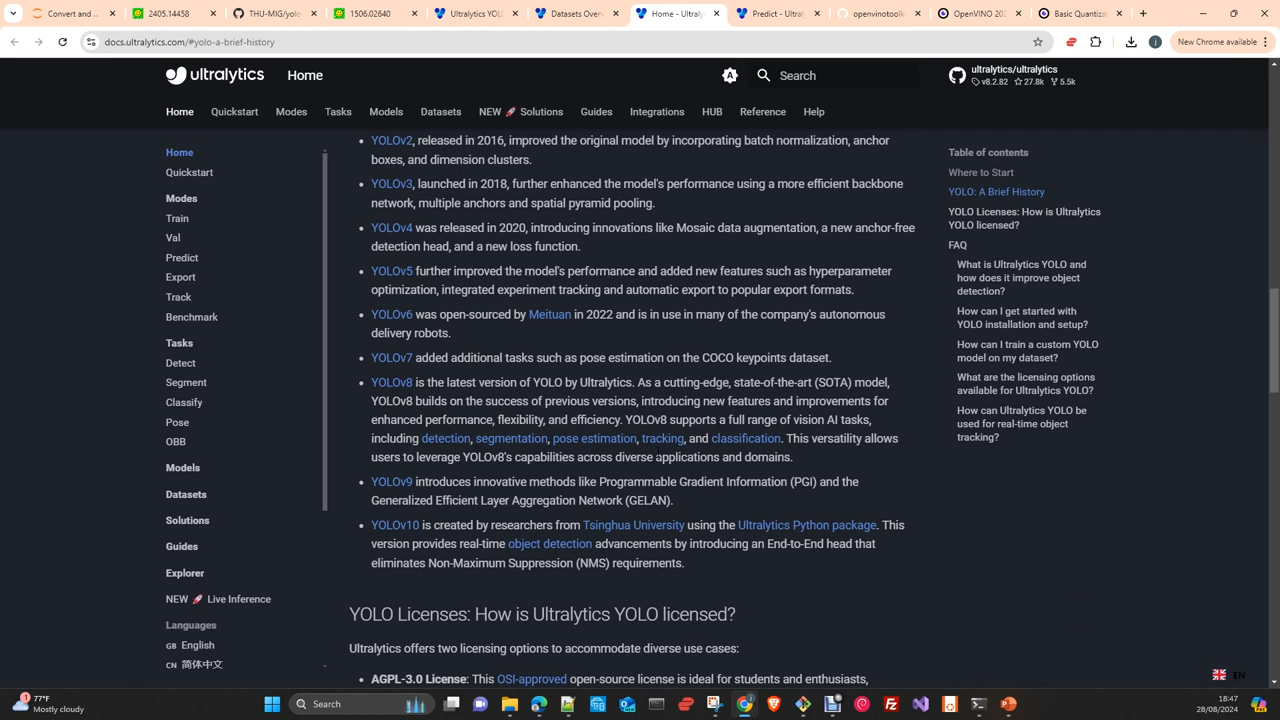 Convert and
2405.14458
THU-MIG/yolo
1506.02640
Ultralytics YOL
Datasets Overv
Home - Ultraly
Predict - Ultral
openvinotoolk
OpenVINO 202
Basic Quantiza
docs.ultralytics.com/#yolo-a-brief-history
New Chrome available
ultralytics
Home
A
Search
ultralytics/ultralytics
v8.2.82 27.8k 5.5k
Home Quickstart Modes Tasks Models Datasets NEW 🚀 Solutions Guides Integrations HUB Reference Help
Home
Quickstart
Modes
Train
Val
Predict
Export
Track
Benchmark
Tasks
Detect
Segment
Classify
Pose
OBB
Models
Datasets
Solutions
Guides
Explorer
NEW 🚀 Live Inference
Languages
GB English
CN 简体中文
• YOLOv2, released in 2016, improved the original model by incorporating batch normalization, anchor
boxes, and dimension clusters.
• YOLOv3, launched in 2018, further enhanced the model's performance using a more efficient backbone
network, multiple anchors and spatial pyramid pooling.
• YOLOv4 was released in 2020, introducing innovations like Mosaic data augmentation, a new anchor-free
detection head, and a new loss function.
• YOLOv5 further improved the model's performance and added new features such as hyperparameter
optimization, integrated experiment tracking and automatic export to popular export formats.
• YOLOv6 was open-sourced by Meituan in 2022 and is in use in many of the company's autonomous
delivery robots.
• YOLOv7 added additional tasks such as pose estimation on the COCO keypoints dataset.
• YOLOv8 is the latest version of YOLO by Ultralytics. As a cutting-edge, state-of-the-art (SOTA) model,
YOLOv8 builds on the success of previous versions, introducing new features and improvements for
enhanced performance, flexibility, and efficiency. YOLOv8 supports a full range of vision AI tasks,
including detection, segmentation, pose estimation, tracking, and classification. This versatility allows
users to leverage YOLOv8's capabilities across diverse applications and domains.
• YOLOv9 introduces innovative methods like Programmable Gradient Information (PGI) and the
Generalized Efficient Layer Aggregation Network (GELAN).
• YOLOv10 is created by researchers from Tsinghua University using the Ultralytics Python package. This
version provides real-time object detection advancements by introducing an End-to-End head that
eliminates Non-Maximum Suppression (NMS) requirements.
YOLO Licenses: How is Ultralytics YOLO licensed?
Ultralytics offers two licensing options to accommodate diverse use cases:
• AGPL-3.0 License: This OSI-approved open-source license is ideal for students and enthusiasts,
Table of contents
Where to Start
YOLO: A Brief History
YOLO Licenses: How is Ultralytics
YOLO licensed?
FAQ
What is Ultralytics YOLO and
how does it improve object
detection?
How can I get started with
YOLO installation and setup?
How can I train a custom YOLO
model on my dataset?
What are the licensing options
available for Ultralytics YOLO?
How can Ultralytics YOLO be
used for real-time object
tracking?
EN
1
77°F
Mostly cloudy
Search
18:47
28/08/2024